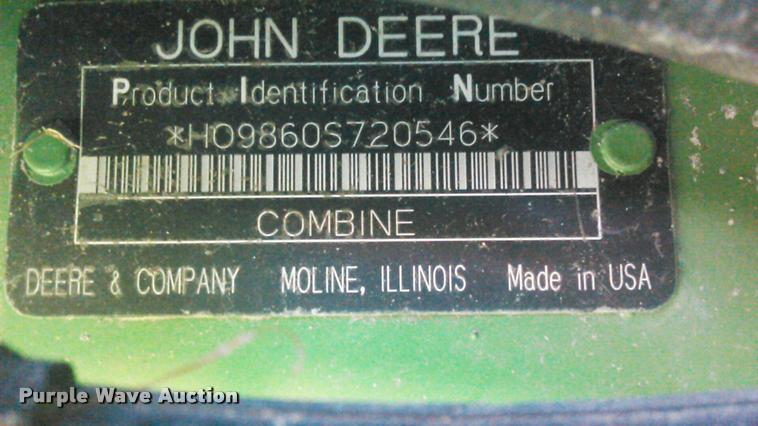 JOHN DEERE
Product Identification Number
*HO9860S720546*
COMBINE
DEERE & COMPANY MOLINE, ILLINOIS Made in USA
Purple Wave Auction